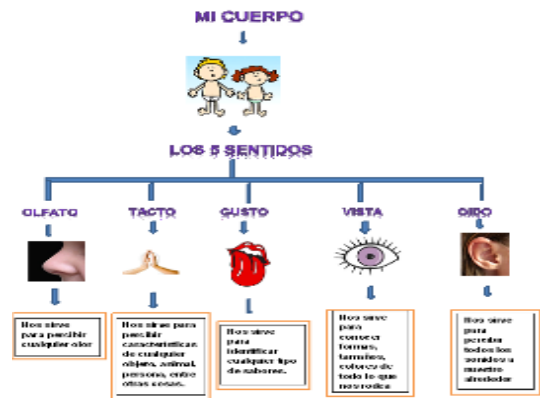 MI CUERPO
LOS 5 SENTIDOS
OLFATO
TACTO
GUSTO
VISTA
OIDO
Nos sirve
para percibir
cualquier olor
Nos sirve para
percibir
características
de cualquier
objeto, animal,
persona, entre
otras cosas.
Nos sirve
para
identificar
cualquier tipo
de sabores.
Nos sirve
para
conocer
formas,
tamaños,
colores de
todo lo que
nos rodea
Nos sirve
para
percibir
todos los
sonidos a
nuestro
alrededor